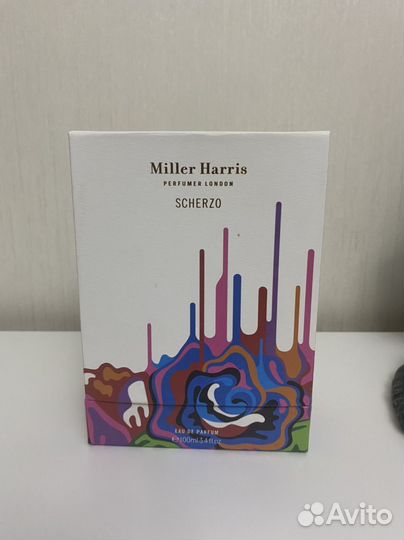 Miller Harris
PERFUMER LONDON
SCHERZO
EAU DE PARFUM
℮ 100ml 3.4 fl.oz
Avito